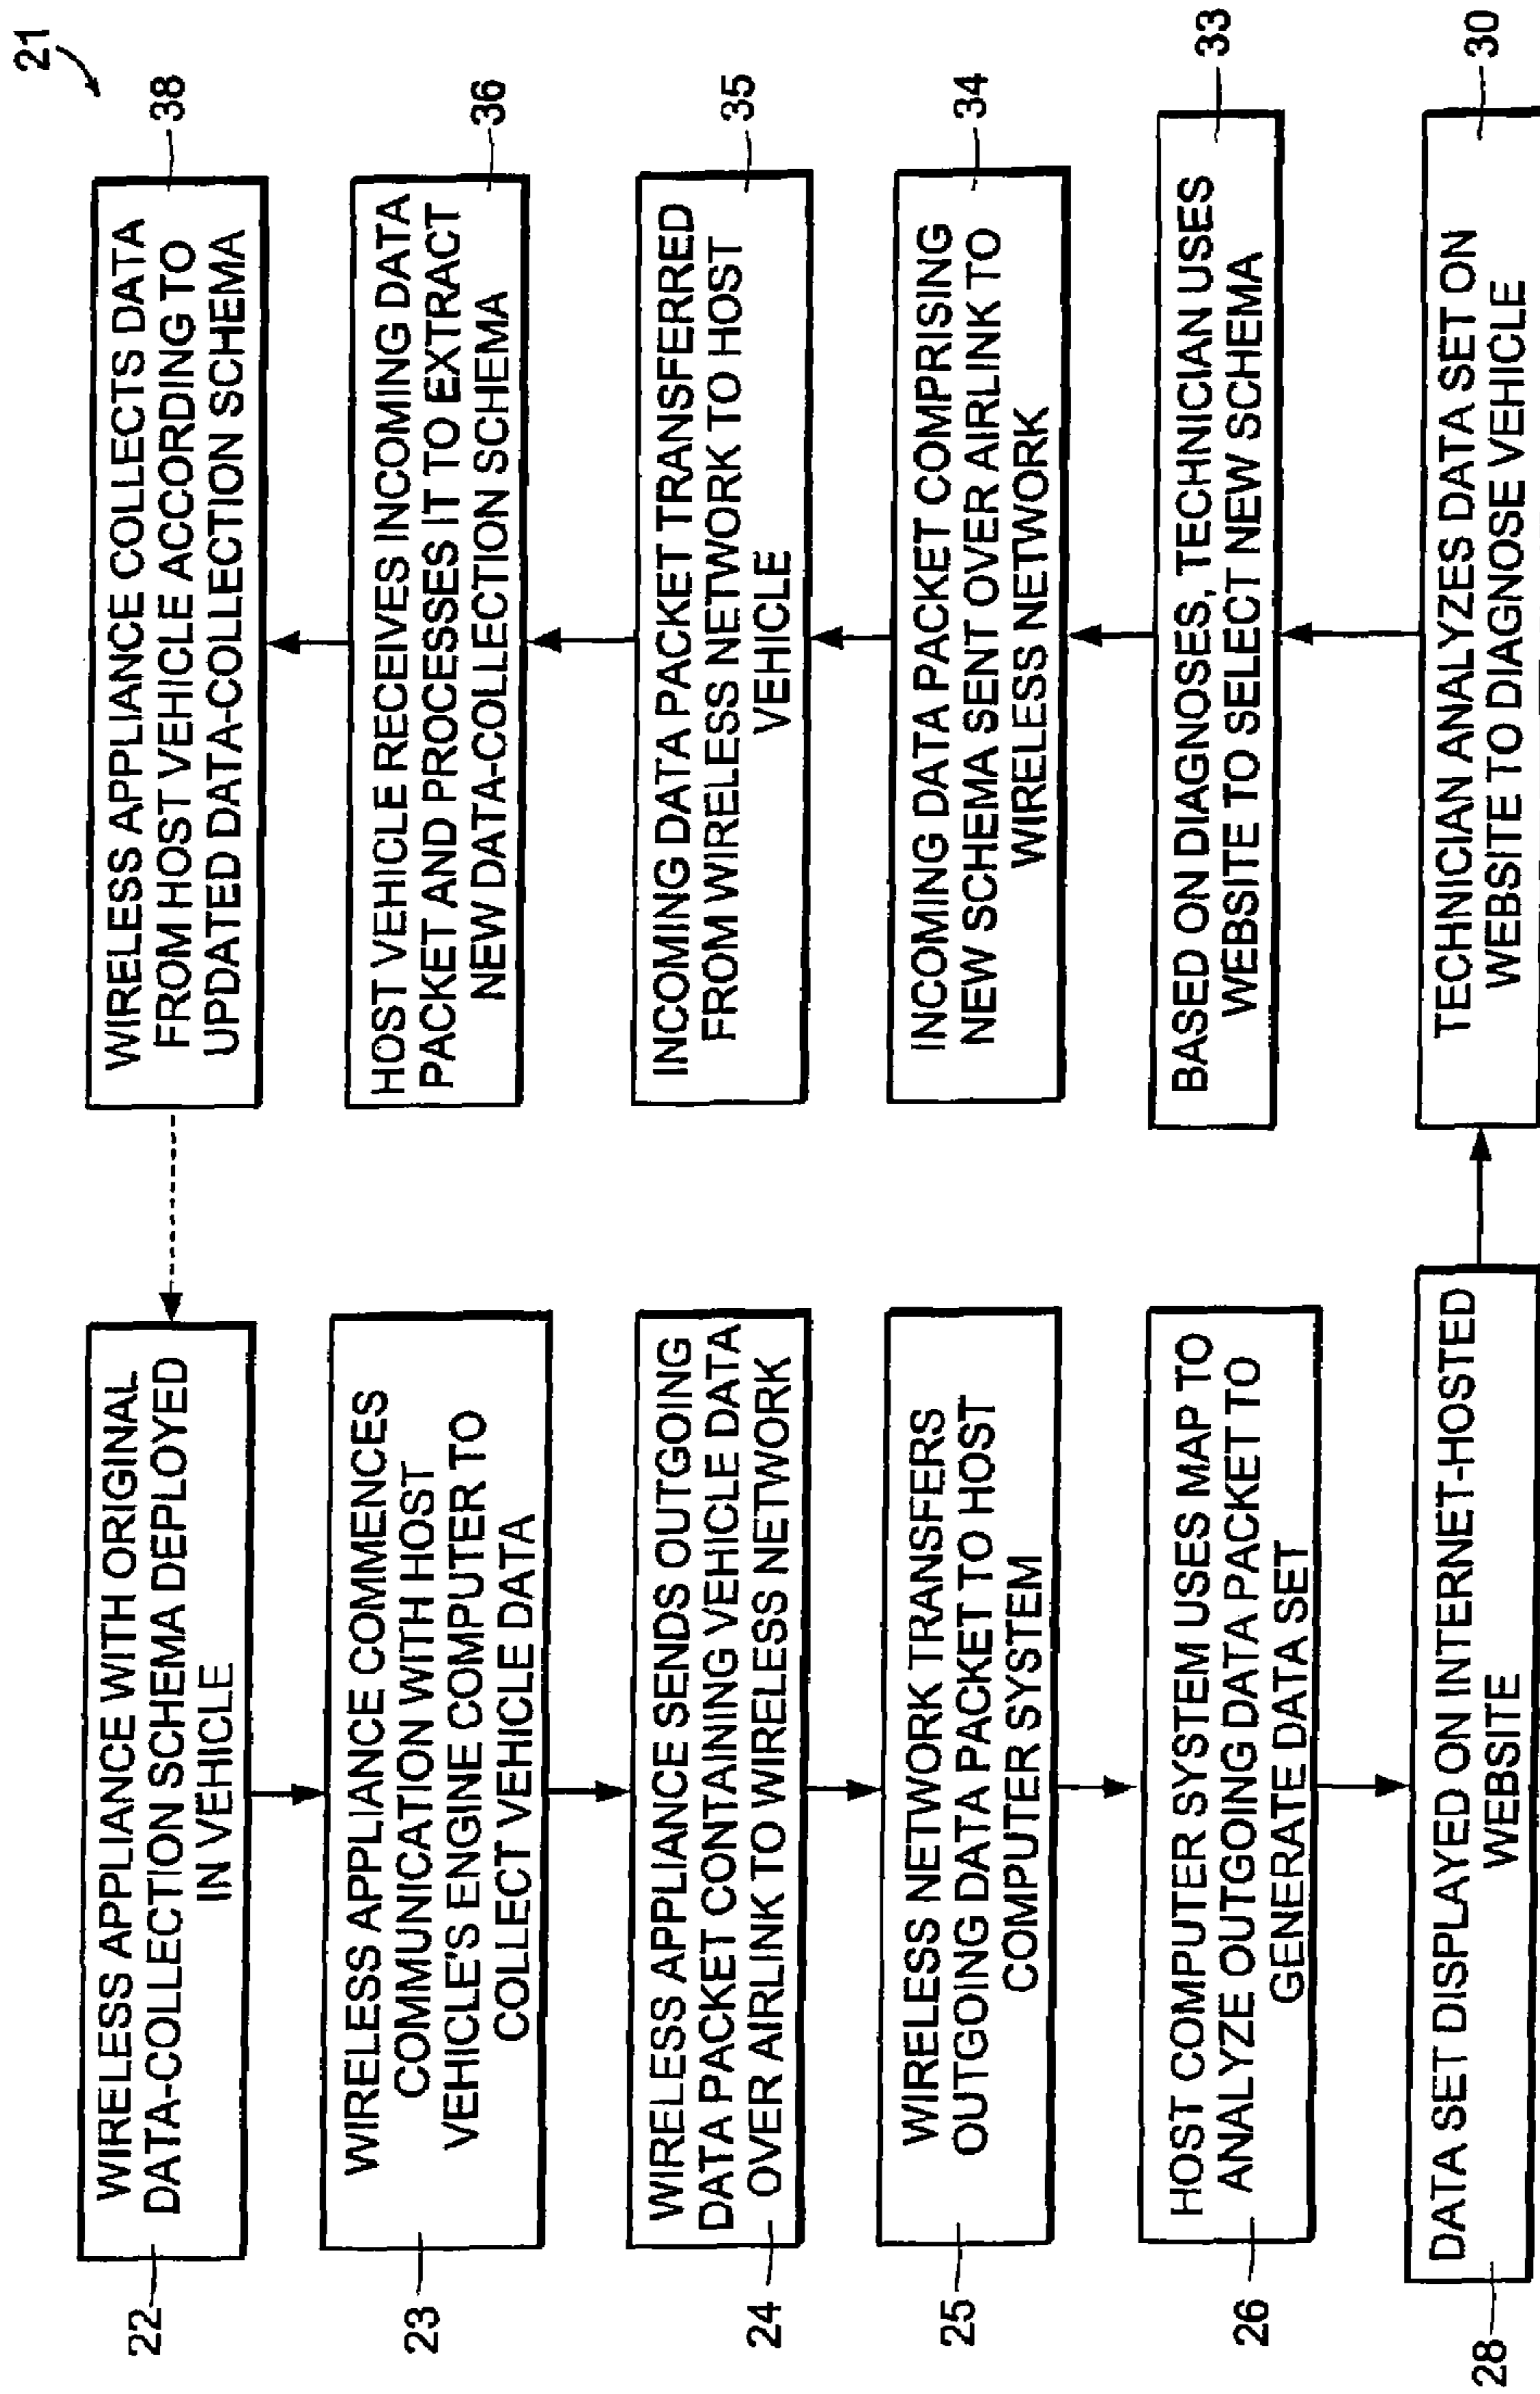 21
22
WIRELESS APPLIANCE WITH ORIGINAL
DATA-COLLECTION SCHEMA DEPLOYED
IN VEHICLE
23
WIRELESS APPLIANCE COMMENCES
COMMUNICATION WITH HOST
VEHICLE'S ENGINE COMPUTER TO
COLLECT VEHICLE DATA
24
WIRELESS APPLIANCE SENDS OUTGOING
DATA PACKET CONTAINING VEHICLE DATA
OVER AIRLINK TO WIRELESS NETWORK
25
WIRELESS NETWORK TRANSFERS
OUTGOING DATA PACKET TO HOST
COMPUTER SYSTEM
26
HOST COMPUTER SYSTEM USES MAP TO
ANALYZE OUTGOING DATA PACKET TO
GENERATE DATA SET
28
DATA SET DISPLAYED ON INTERNET-HOSTED
WEBSITE
30
TECHNICIAN ANALYZES DATA SET ON
WEBSITE TO DIAGNOSE VEHICLE
33
BASED ON DIAGNOSES, TECHNICIAN USES
WEBSITE TO SELECT NEW SCHEMA
34
INCOMING DATA PACKET COMPRISING
NEW SCHEMA SENT OVER AIRLINK TO
WIRELESS NETWORK
35
INCOMING DATA PACKET TRANSFERRED
FROM WIRELESS NETWORK TO HOST
VEHICLE
36
HOST VEHICLE RECEIVES INCOMING DATA
PACKET AND PROCESSES IT TO EXTRACT
NEW DATA-COLLECTION SCHEMA
38
WIRELESS APPLIANCE COLLECTS DATA
FROM HOST VEHICLE ACCORDING TO
UPDATED DATA-COLLECTION SCHEMA